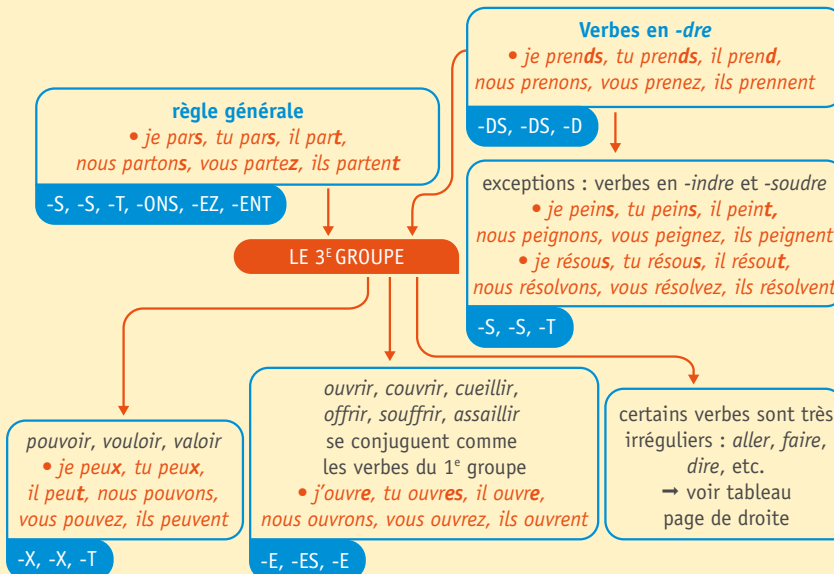 Verbes en -dre
• je prends, tu prends, il prend,
nous prenons, vous prenez, ils prennent
-DS, -DS, -D
règle générale
• je pars, tu pars, il part,
nous partons, vous partez, ils partent
-S, -S, -T, -ONS, -EZ, -ENT
exceptions : verbes en -indre et -soudre
• je peins, tu peins, il peint,
nous peignons, vous peignez, ils peignent
• je résous, tu résous, il résout,
nous résolvons, vous résolvez, ils résolvent
-S, -S, -T
LE 3E GROUPE
pouvoir, vouloir, valoir
• je peux, tu peux,
il peut, nous pouvons,
vous pouvez, ils peuvent
-X, -X, -T
ouvrir, couvrir, cueillir,
offrir, souffrir, assaillir
se conjuguent comme
les verbes du 1e groupe
• j'ouvre, tu ouvres, il ouvre,
nous ouvrons, vous ouvrez, ils ouvrent
-E, -ES, -E
certains verbes sont très
irréguliers : aller, faire,
dire, etc.
→ voir tableau
page de droite